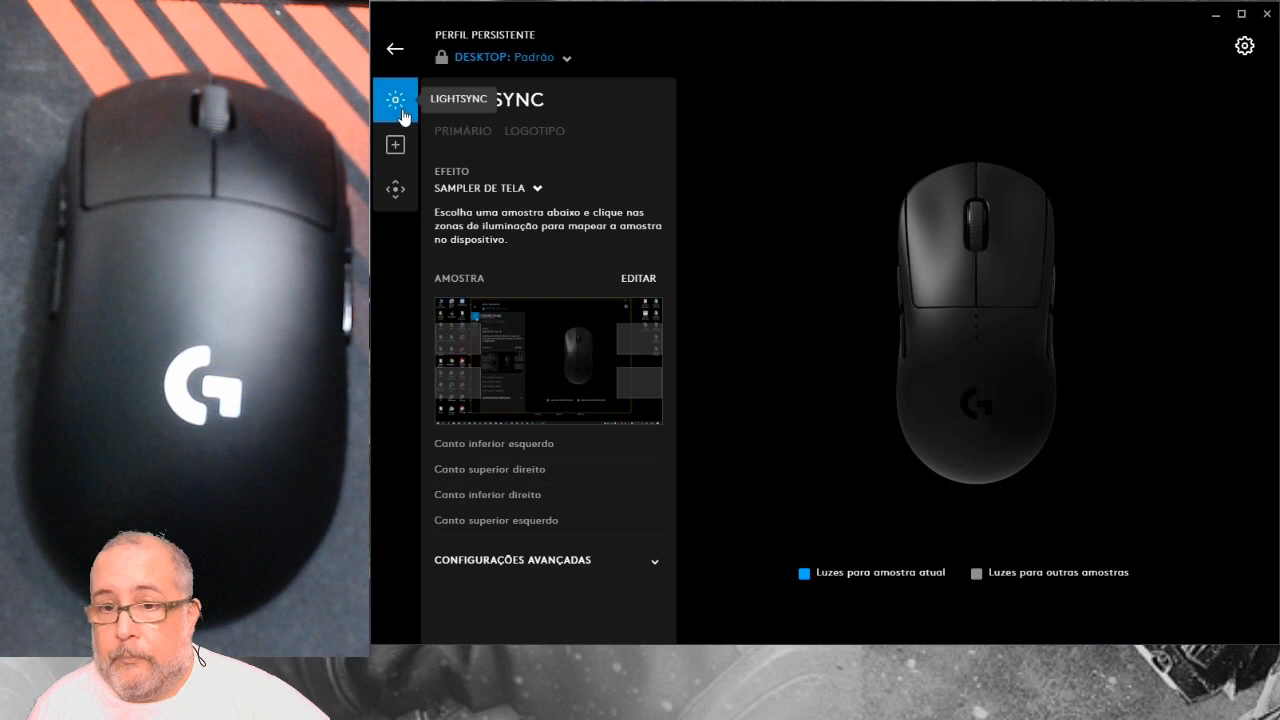 PERFIL PERSISTENTE
DESKTOP: Padrão
LIGHTSYNC
SYNC
PRIMÁRIO LOGOTIPO
EFEITO
SAMPLER DE TELA
Escolha uma amostra abaixo e clique nas
zonas de iluminação para mapear a amostra
no dispositivo.
AMOSTRA EDITAR
Canto inferior esquerdo
Canto superior direito
Canto inferior direito
Canto superior esquerdo
CONFIGURAÇÕES AVANÇADAS
Luzes para amostra atual Luzes para outras amostras